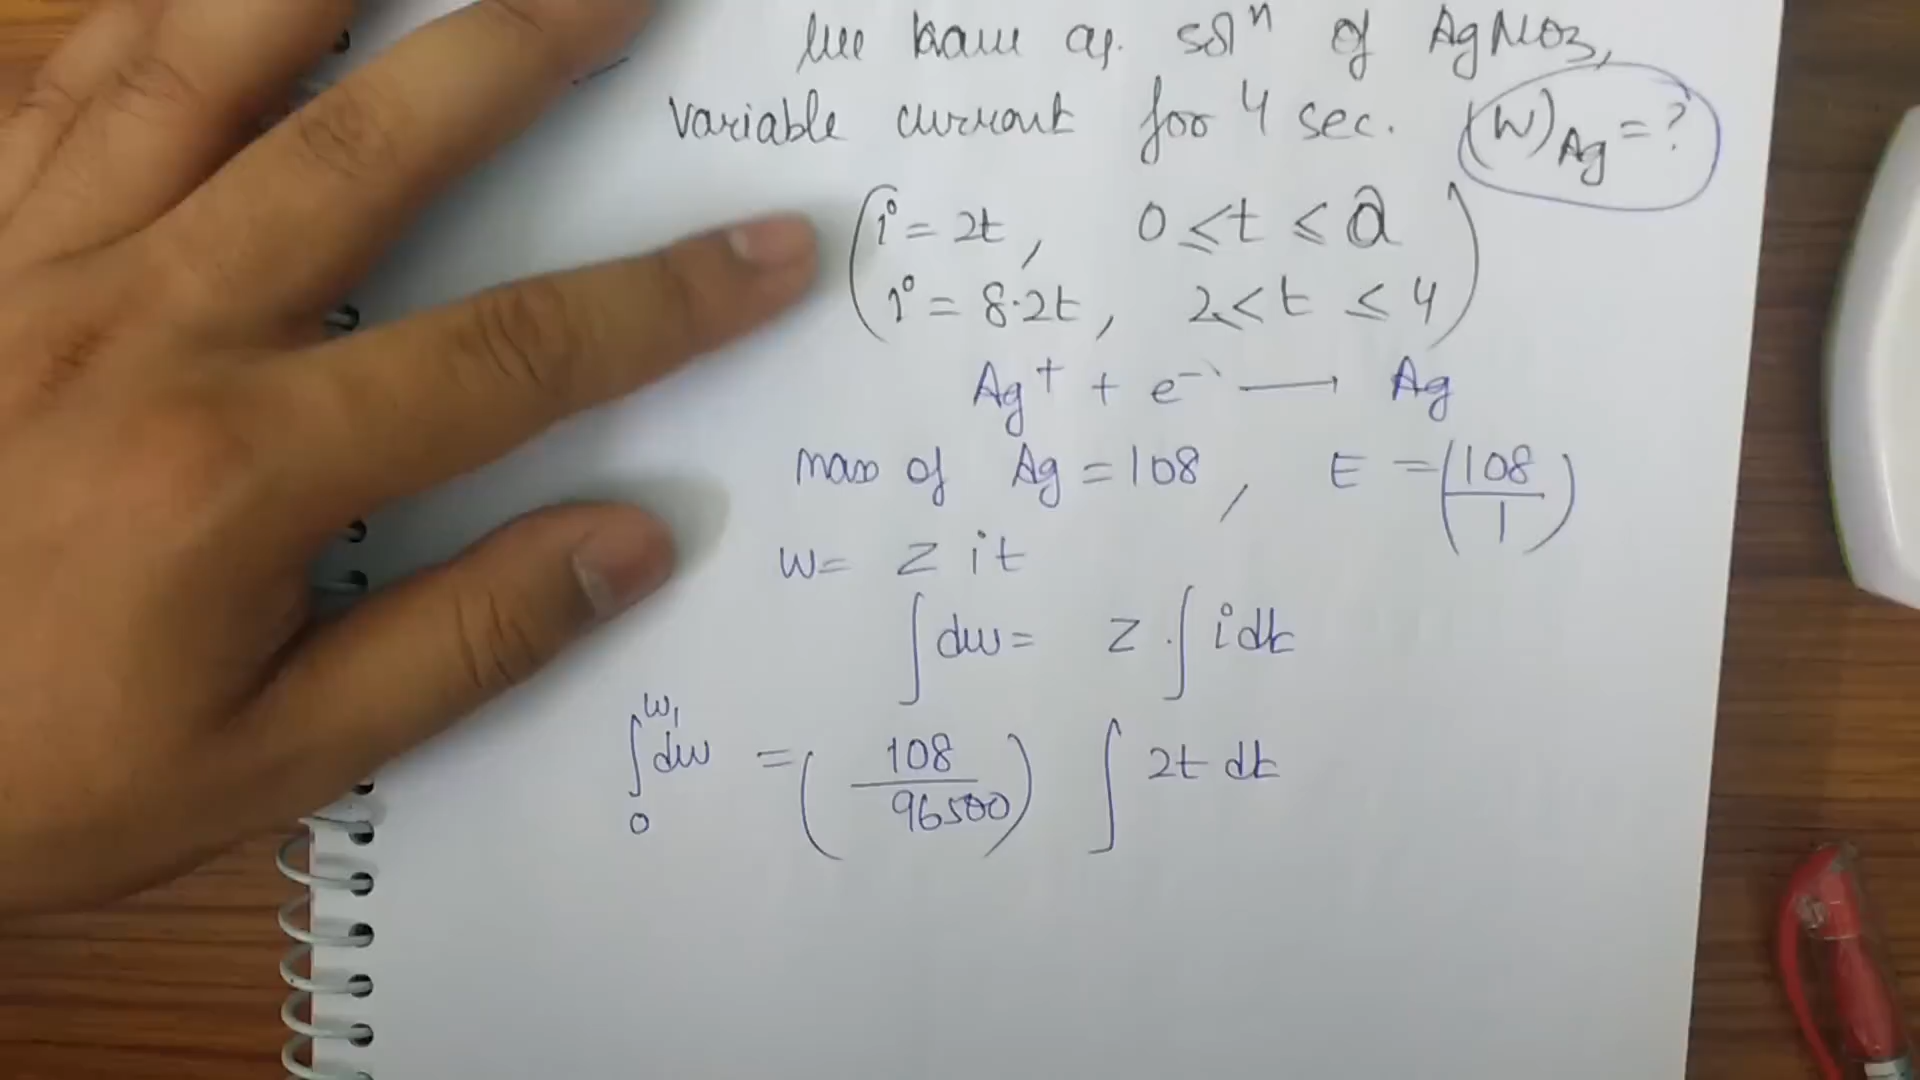 we have aq. solⁿ of AgNO3,
variable current for 4 sec. (W)Ag = ?
i = 2t, 0 ≤ t ≤ 2
i = 8-2t, 2 < t ≤ 4
Ag⁺ + e⁻ → Ag
mass of Ag = 108, E = (108/1)
W = Z i t
∫dw = Z · ∫ i dt
∫₀^W₁ dw = (108/96500) ∫ 2t dt